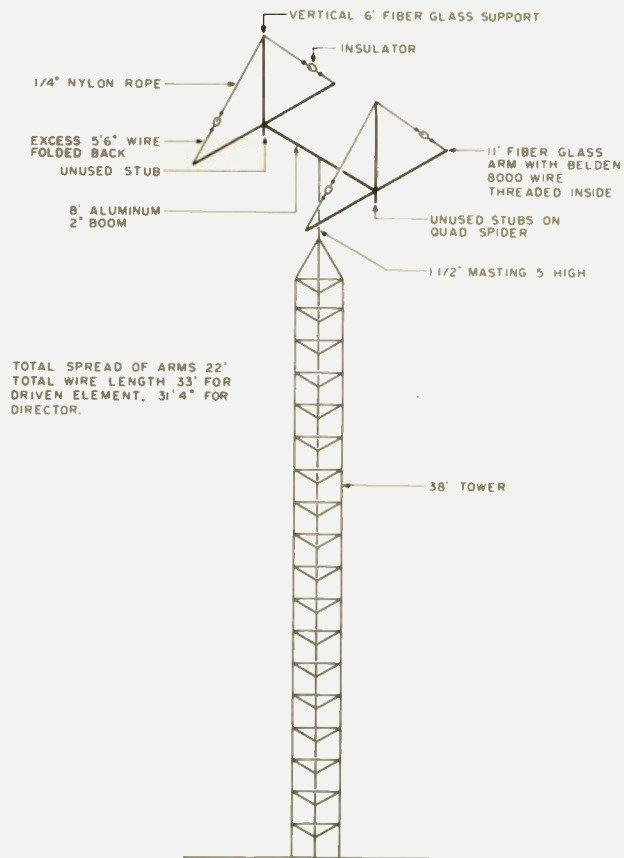 VERTICAL 6' FIBER GLASS SUPPORT
INSULATOR
1/4" NYLON ROPE
EXCESS 5'6" WIRE
FOLDED BACK
UNUSED STUB
8' ALUMINUM
2" BOOM
11' FIBER GLASS
ARM WITH BELDEN
8000 WIRE
THREADED INSIDE
UNUSED STUBS ON
QUAD SPIDER
1 1/2" MASTING 5 HIGH
TOTAL SPREAD OF ARMS 22'
TOTAL WIRE LENGTH 33' FOR
DRIVEN ELEMENT, 31'4" FOR
DIRECTOR.
38' TOWER